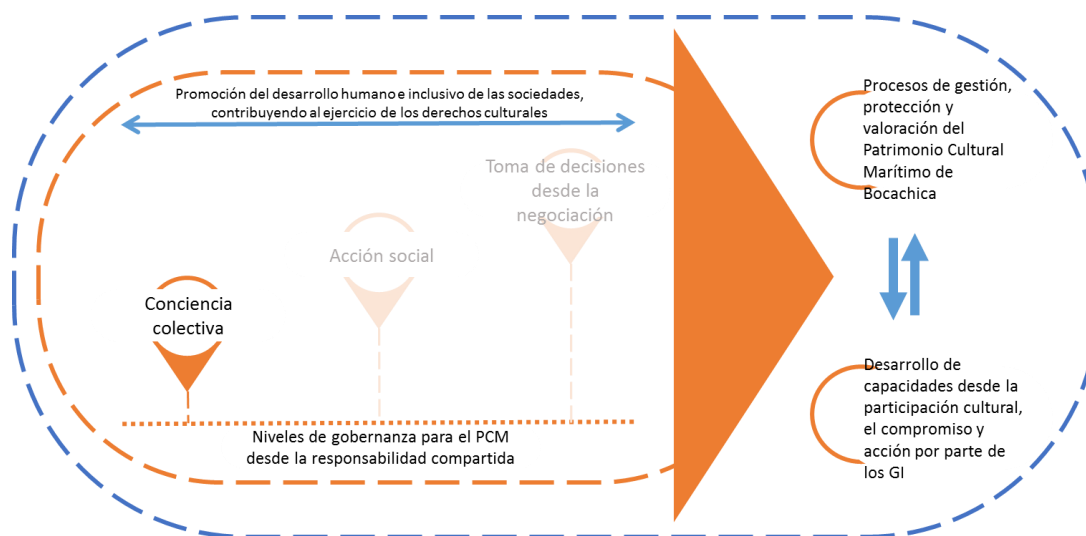 Promoción del desarrollo humano e inclusivo de las sociedades,
contribuyendo al ejercicio de los derechos culturales
Toma de decisiones
desde la
negociación
Acción social
Conciencia
colectiva
Niveles de gobernanza para el PCM
desde la responsabilidad compartida
Procesos de gestión,
protección y
valoración del
Patrimonio Cultural
Marítimo de
Bocachica
Desarrollo de
capacidades desde la
participación cultural,
el compromiso y
acción por parte de
los GI